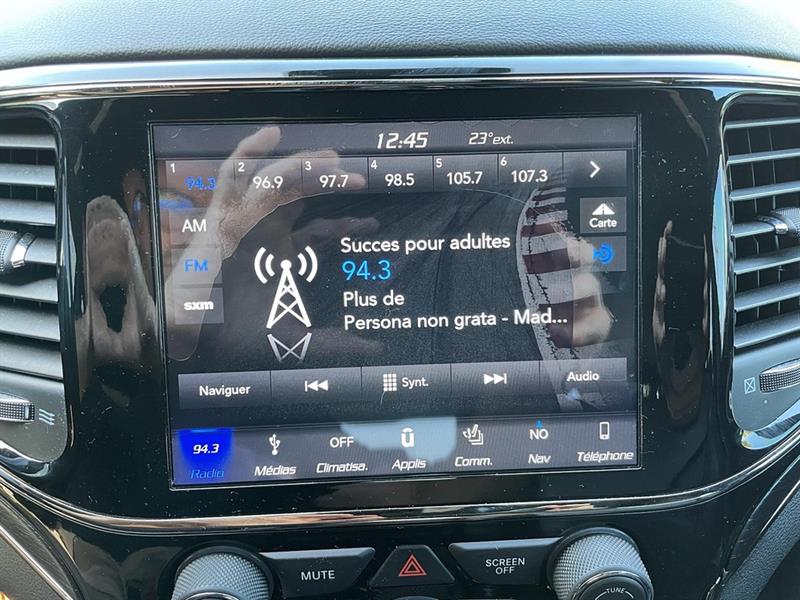 12:45 23°ext.
1 2 3 4 5 6
94.3 96.9 97.7 98.5 105.7 107.3
AM
FM
sxm
Carte
Succes pour adultes
94.3
Plus de
Persona non grata - Mad...
Naviguer Synt. Audio
94.3 OFF NO
Radio Médias Climatisa. Applis Comm. Nav Téléphone
MUTE SCREEN OFF
TUNE